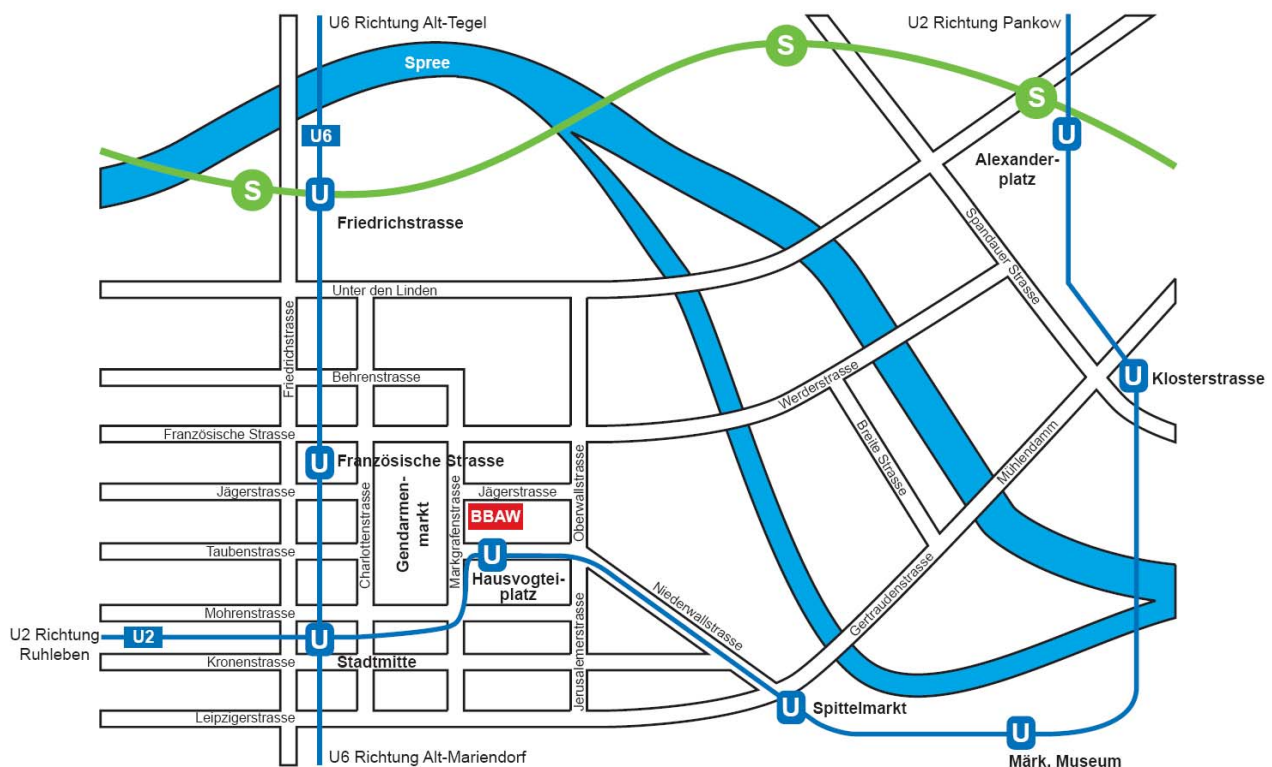 U6 Richtung Alt-Tegel
U2 Richtung Pankow
Spree
S
S
U6
U
Alexander-
platz
S
U
Friedrichstrasse
Spandauer Strasse
Unter den Linden
Friedrichstrasse
Behrenstrasse
Werderstrasse
U
Klosterstrasse
Französische Strasse
U
Französische Strasse
Breite Strasse
Mühlendamm
Jägerstrasse
Charlottenstrasse
Gendarmen-
markt
Markgrafenstrasse
Jägerstrasse
Oberwallstrasse
BBAW
Taubenstrasse
U
Hausvogtei-
platz
Niederwallstrasse
Gertraudenstrasse
Mohrenstrasse
Jerusalemerstrasse
U2 Richtung
Ruhleben
U2
U
Stadtmitte
Kronenstrasse
Leipzigerstrasse
U
Spittelmarkt
U
Märk. Museum
U6 Richtung Alt-Mariendorf